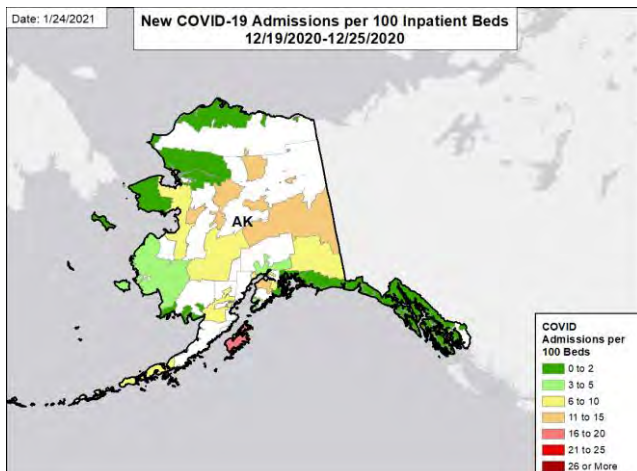 Date: 1/24/2021
New COVID-19 Admissions per 100 Inpatient Beds
12/19/2020-12/25/2020
AK
COVID
Admissions per
100 Beds
0 to 2
3 to 5
6 to 10
11 to 15
16 to 20
21 to 25
26 or More